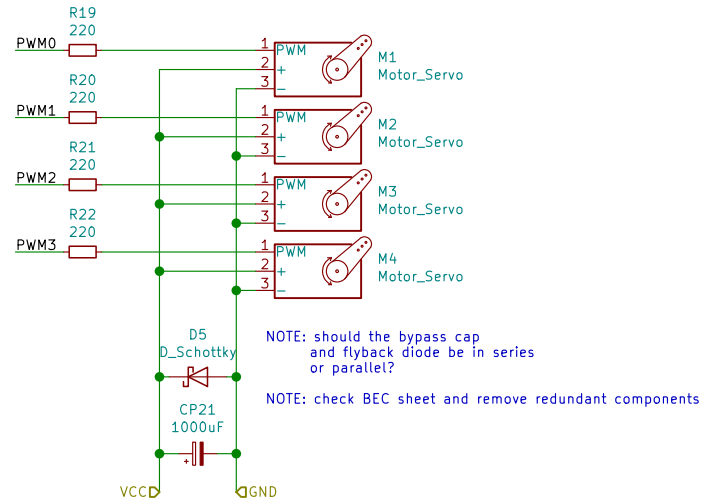 R19
220
PWM0
1
PWM
2
+
3
−
M1
Motor_Servo
R20
220
PWM1
1
PWM
2
+
3
−
M2
Motor_Servo
R21
220
PWM2
1
PWM
2
+
3
−
M3
Motor_Servo
R22
220
PWM3
1
PWM
2
+
3
−
M4
Motor_Servo
D5
D_Schottky
NOTE: should the bypass cap
and flyback diode be in series
or parallel?
NOTE: check BEC sheet and remove redundant components
CP21
1000uF
+
VCC
GND